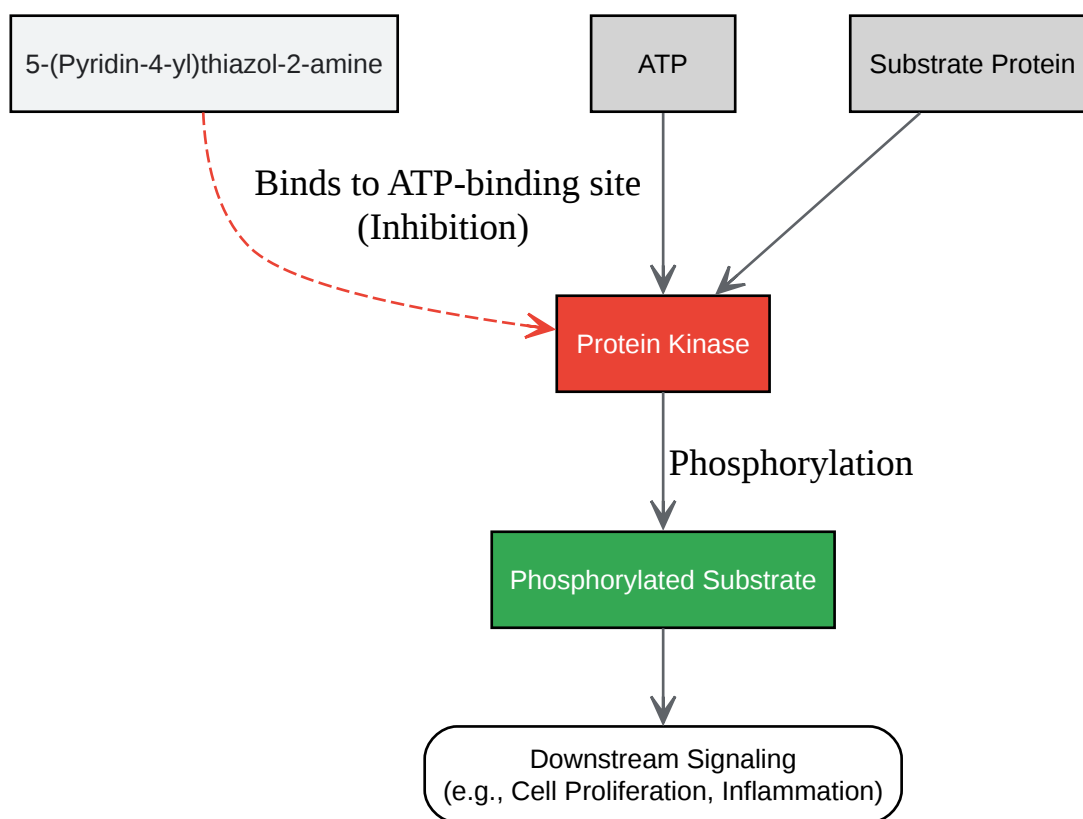 5-(Pyridin-4-yl)thiazol-2-amine
ATP
Substrate Protein
Binds to ATP-binding site
(Inhibition)
Protein Kinase
Phosphorylation
Phosphorylated Substrate
Downstream Signaling
(e.g., Cell Proliferation, Inflammation)